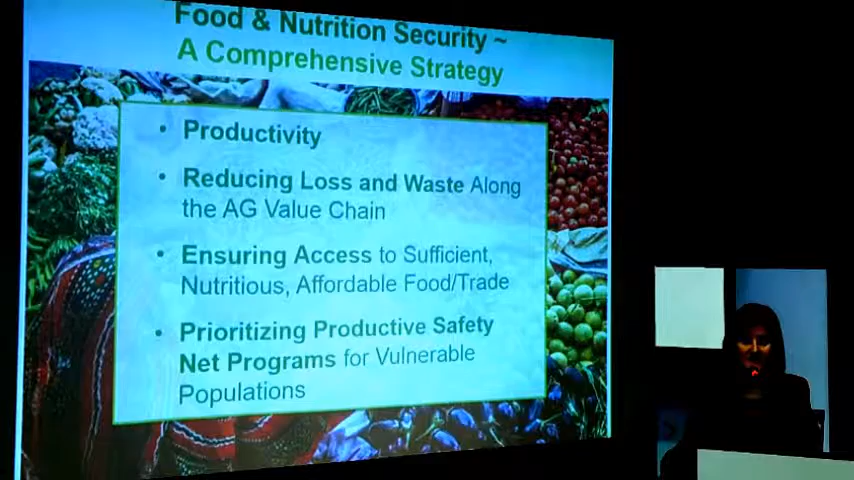 Food & Nutrition Security ~
A Comprehensive Strategy
• Productivity
• Reducing Loss and Waste Along
the AG Value Chain
• Ensuring Access to Sufficient,
Nutritious, Affordable Food/Trade
• Prioritizing Productive Safety
Net Programs for Vulnerable
Populations